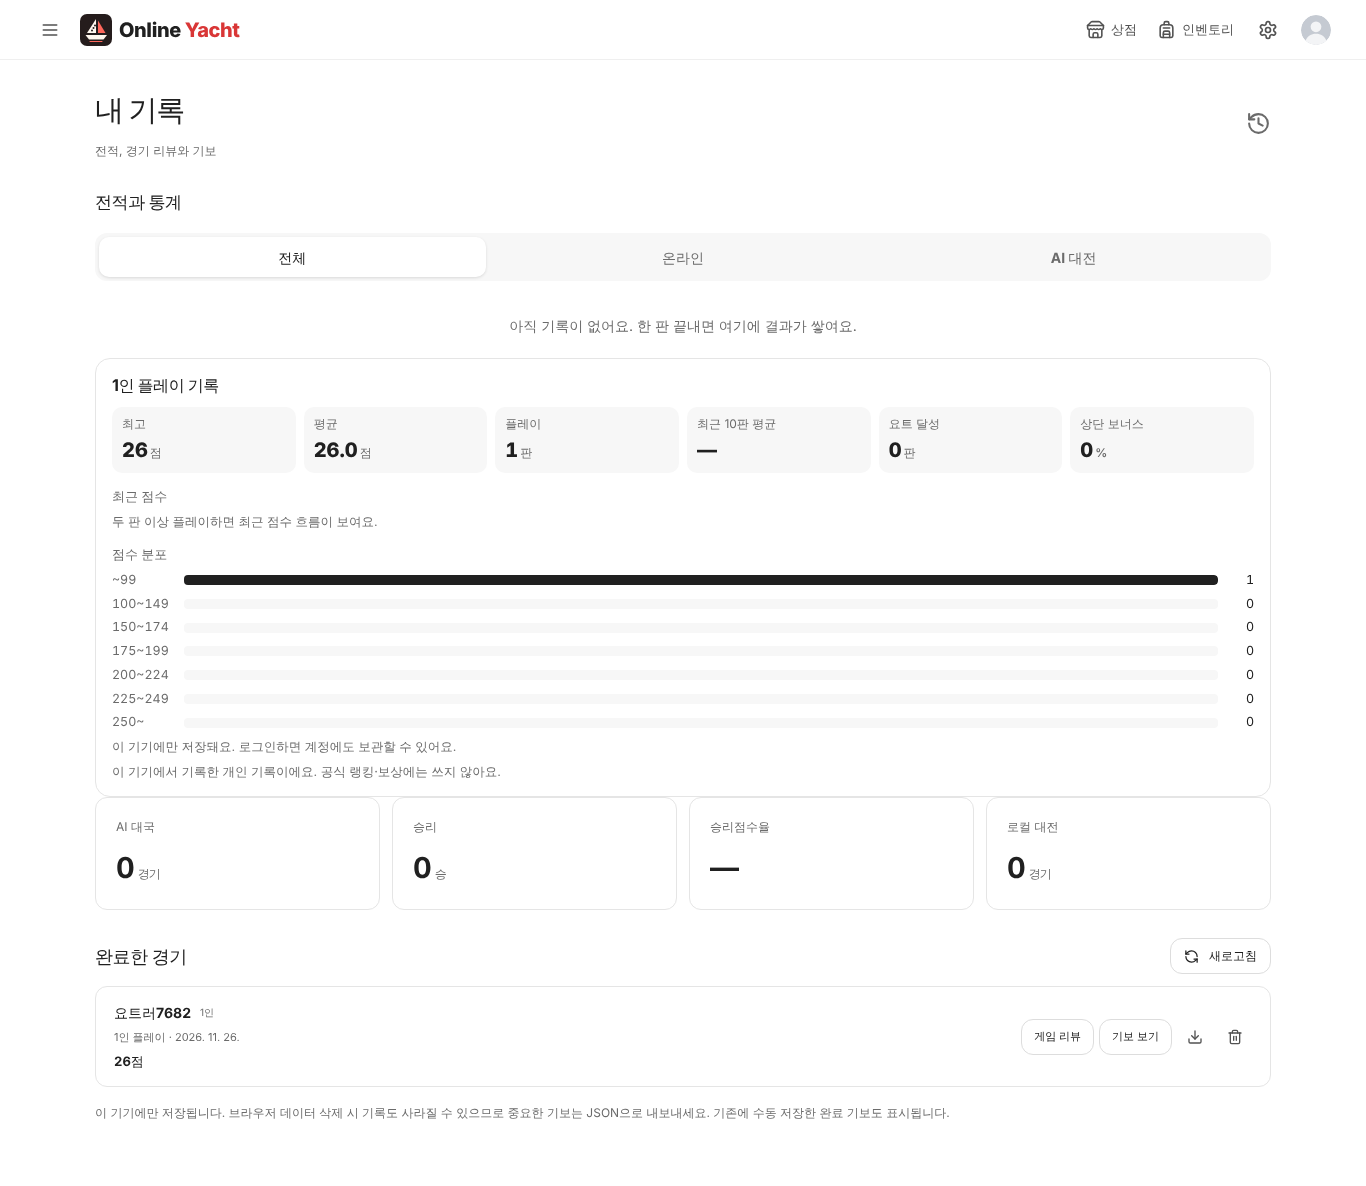 Online Yacht
상점
인벤토리
내 기록
전적, 경기 리뷰와 기보
전적과 통계
전체
온라인
AI 대전
아직 기록이 없어요. 한 판 끝내면 여기에 결과가 쌓여요.
1인 플레이 기록
최고
26점
평균
26.0점
플레이
1판
최근 10판 평균
—
요트 달성
0판
상단 보너스
0%
최근 점수
두 판 이상 플레이하면 최근 점수 흐름이 보여요.
점수 분포
~99 1
100~149 0
150~174 0
175~199 0
200~224 0
225~249 0
250~ 0
이 기기에만 저장돼요. 로그인하면 계정에도 보관할 수 있어요.
이 기기에서 기록한 개인 기록이에요. 공식 랭킹·보상에는 쓰지 않아요.
AI 대국
0경기
승리
0승
승리점수율
—
로컬 대전
0경기
완료한 경기
새로고침
요트러7682 1인
1인 플레이 · 2026. 11. 26.
26점
게임 리뷰
기보 보기
이 기기에만 저장됩니다. 브라우저 데이터 삭제 시 기록도 사라질 수 있으므로 중요한 기보는 JSON으로 내보내세요. 기존에 수동 저장한 완료 기보도 표시됩니다.